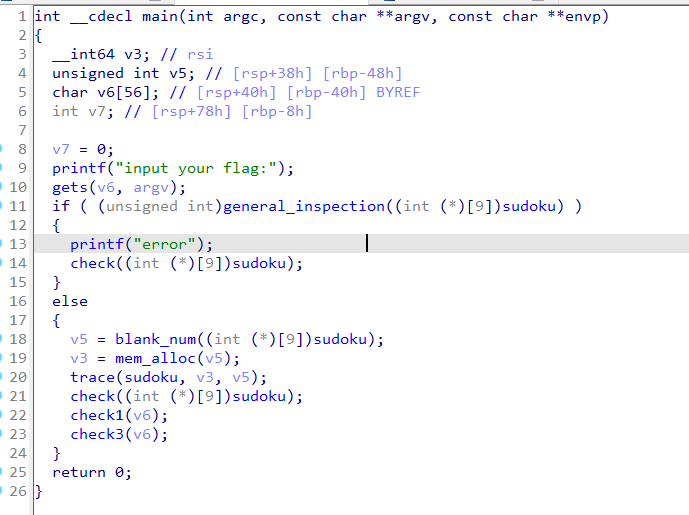 1 int __cdecl main(int argc, const char **argv, const char **envp)
2 {
3   __int64 v3; // rsi
4   unsigned int v5; // [rsp+38h] [rbp-48h]
5   char v6[56]; // [rsp+40h] [rbp-40h] BYREF
6   int v7; // [rsp+78h] [rbp-8h]
7
8   v7 = 0;
9   printf("input your flag:");
10   gets(v6, argv);
11   if ( (unsigned int)general_inspection((int (*)[9])sudoku) )
12   {
13     printf("error");
14     check((int (*)[9])sudoku);
15   }
16   else
17   {
18     v5 = blank_num((int (*)[9])sudoku);
19     v3 = mem_alloc(v5);
20     trace(sudoku, v3, v5);
21     check((int (*)[9])sudoku);
22     check1(v6);
23     check3(v6);
24   }
25   return 0;
26 }